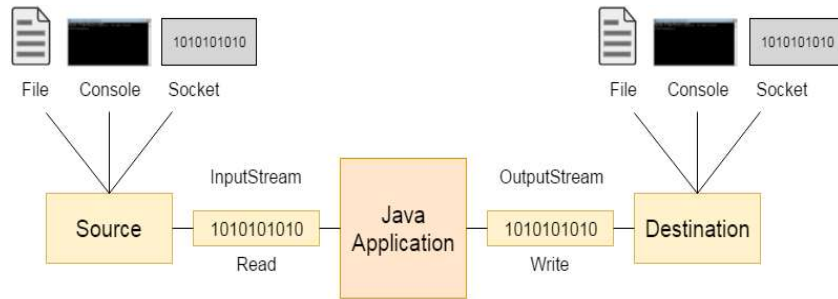 1010101010
1010101010
File
Console
Socket
File
Console
Socket
InputStream
OutputStream
Source
1010101010
Java
Application
1010101010
Destination
Read
Write